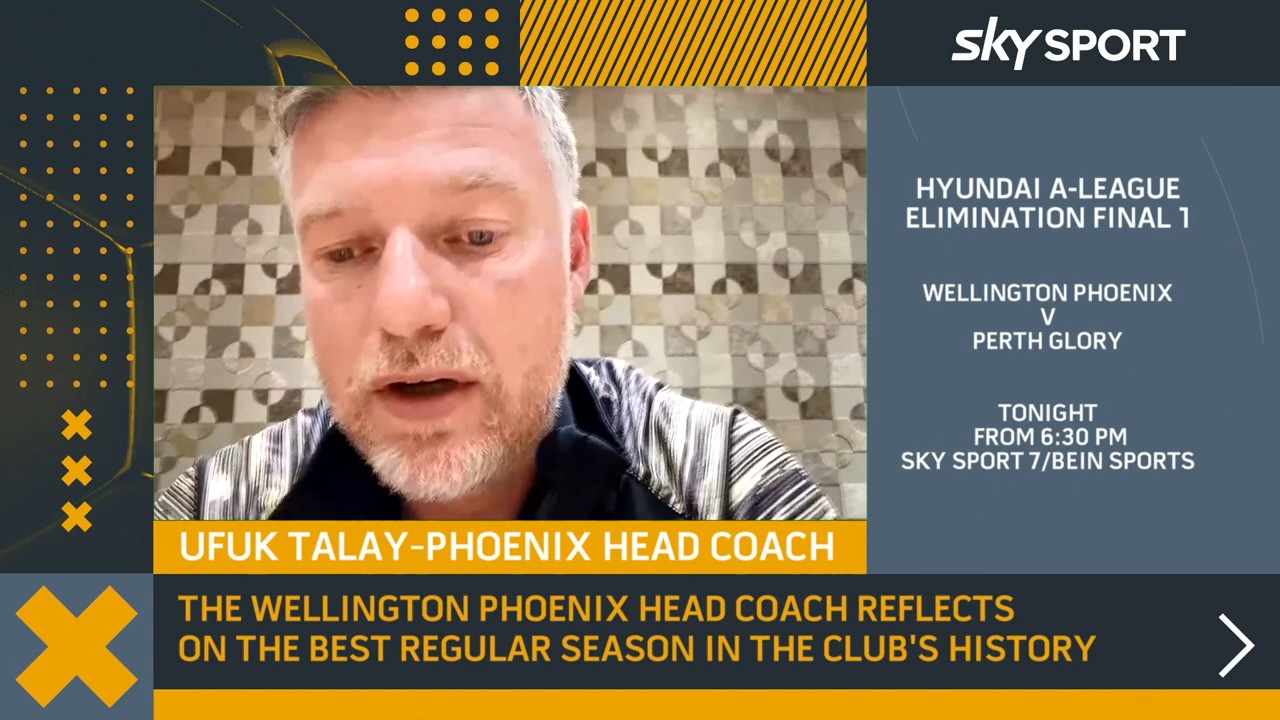 sky SPORT
HYUNDAI A-LEAGUE
ELIMINATION FINAL 1
WELLINGTON PHOENIX
V
PERTH GLORY
TONIGHT
FROM 6:30 PM
SKY SPORT 7/BEIN SPORTS
UFUK TALAY-PHOENIX HEAD COACH
THE WELLINGTON PHOENIX HEAD COACH REFLECTS
ON THE BEST REGULAR SEASON IN THE CLUB'S HISTORY